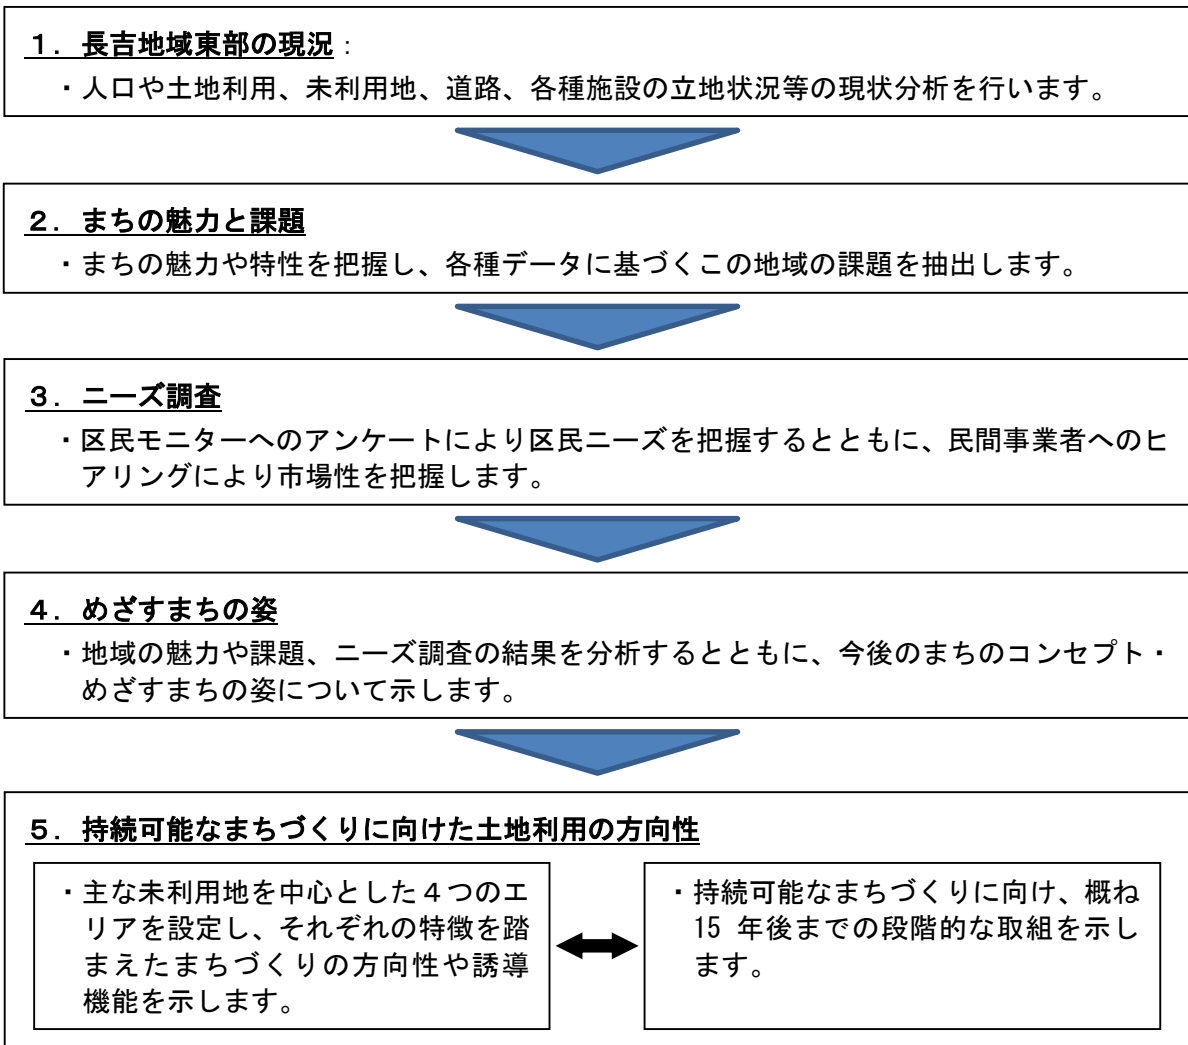 １．長吉地域東部の現況：
・人口や土地利用、未利用地、道路、各種施設の立地状況等の現状分析を行います。
２．まちの魅力と課題
・まちの魅力や特性を把握し、各種データに基づくこの地域の課題を抽出します。
３．ニーズ調査
・区民モニターへのアンケートにより区民ニーズを把握するとともに、民間事業者へのヒ
アリングにより市場性を把握します。
４．めざすまちの姿
・地域の魅力や課題、ニーズ調査の結果を分析するとともに、今後のまちのコンセプト・
めざすまちの姿について示します。
５．持続可能なまちづくりに向けた土地利用の方向性
・主な未利用地を中心とした４つのエ
リアを設定し、それぞれの特徴を踏
まえたまちづくりの方向性や誘導
機能を示します。
・持続可能なまちづくりに向け、概ね
15 年後までの段階的な取組を示し
ます。